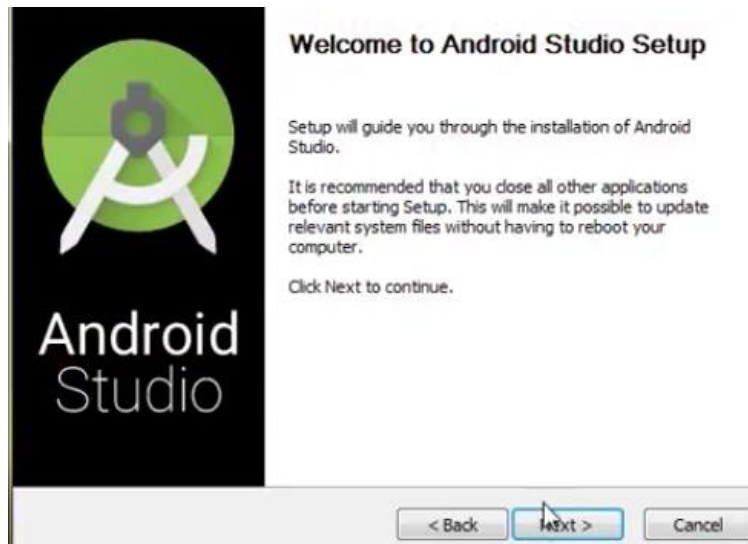 Welcome to Android Studio Setup
Setup will guide you through the installation of Android
Studio.
It is recommended that you close all other applications
before starting Setup. This will make it possible to update
relevant system files without having to reboot your
computer.
Click Next to continue.
Android
Studio
< Back Next > Cancel